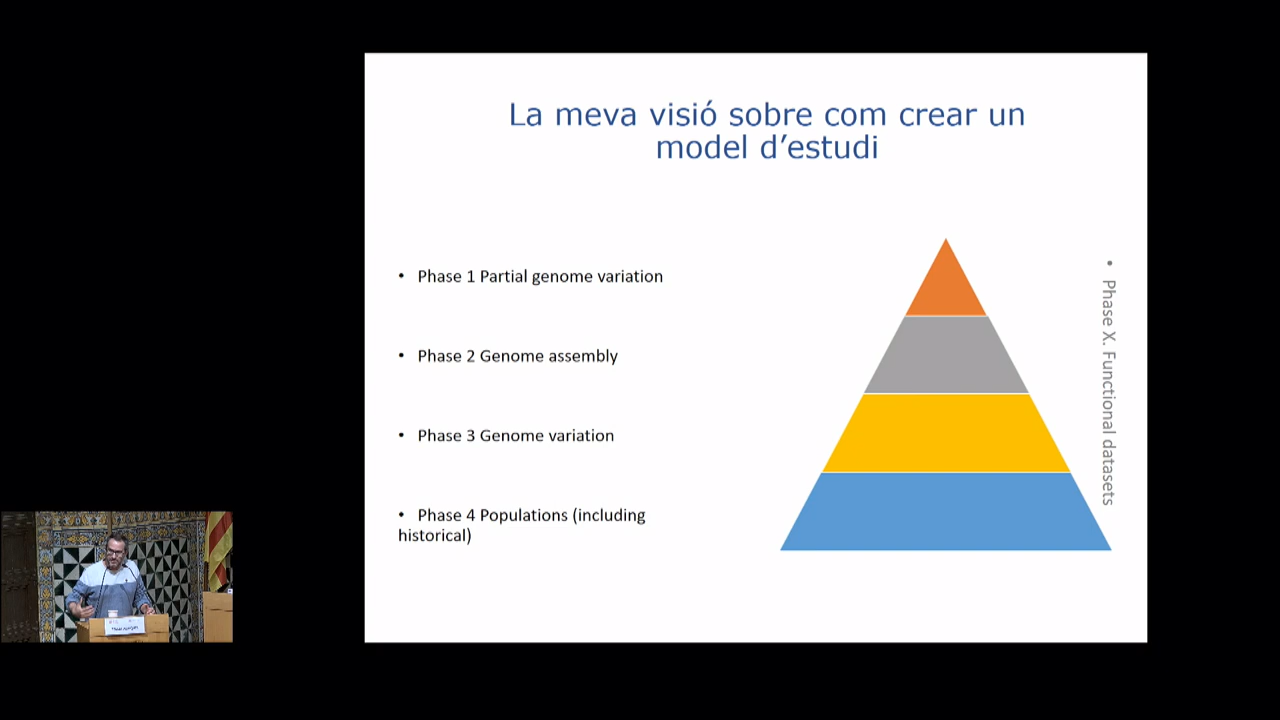 La meva visió sobre com crear un
model d'estudi
• Phase 1 Partial genome variation
• Phase 2 Genome assembly
• Phase 3 Genome variation
• Phase 4 Populations (including
historical)
• Phase X. Functional datasets